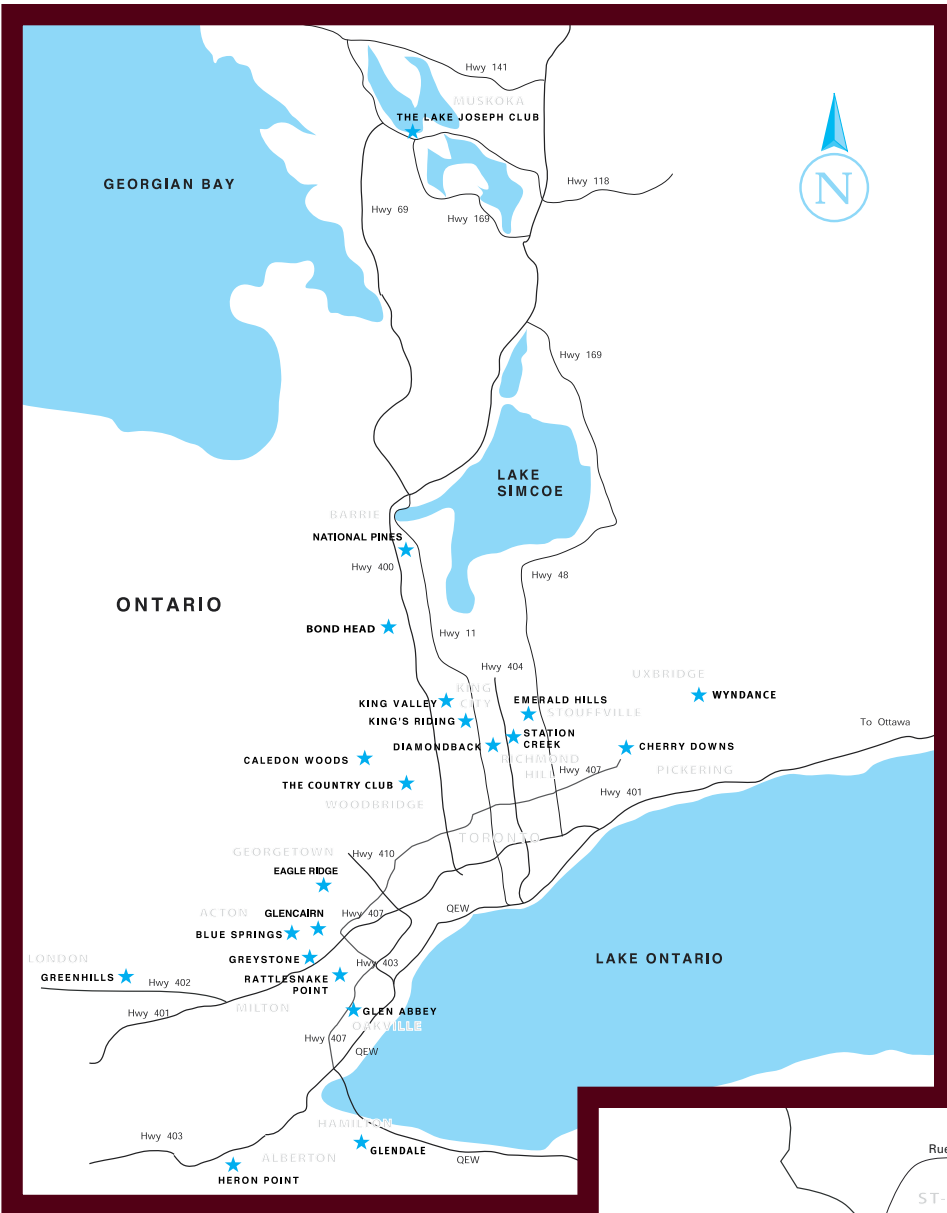 Hwy 141
MUSKOKA
THE LAKE JOSEPH CLUB
GEORGIAN BAY
Hwy 118
N
Hwy 69
Hwy 169
Hwy 169
LAKE
SIMCOE
BARRIE
NATIONAL PINES
Hwy 400
Hwy 48
ONTARIO
BOND HEAD
Hwy 11
Hwy 404
UXBRIDGE
KING
CITY
WYNDANCE
KING VALLEY
EMERALD HILLS
STOUFFVILLE
KING'S RIDING
To Ottawa
STATION
CREEK
DIAMONDBACK
CHERRY DOWNS
RICHMOND
HILL
CALEDON WOODS
Hwy 407
PICKERING
THE COUNTRY CLUB
Hwy 401
WOODBRIDGE
TORONTO
GEORGETOWN
Hwy 410
EAGLE RIDGE
ACTON
GLENCAIRN
Hwy 407
QEW
BLUE SPRINGS
LONDON
GREYSTONE
Hwy 403
LAKE ONTARIO
GREENHILLS
Hwy 402
RATTLESNAKE
POINT
MILTON
Hwy 401
GLEN ABBEY
OAKVILLE
Hwy 407
QEW
HAMILTON
Hwy 403
GLENDALE
ALBERTON
QEW
HERON POINT
Rue
ST-